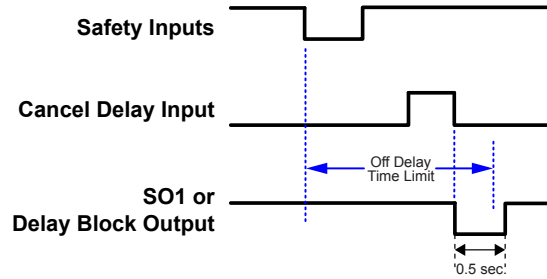 Safety Inputs
Cancel Delay Input
Off Delay
Time Limit
SO1 or
Delay Block Output
0.5 sec